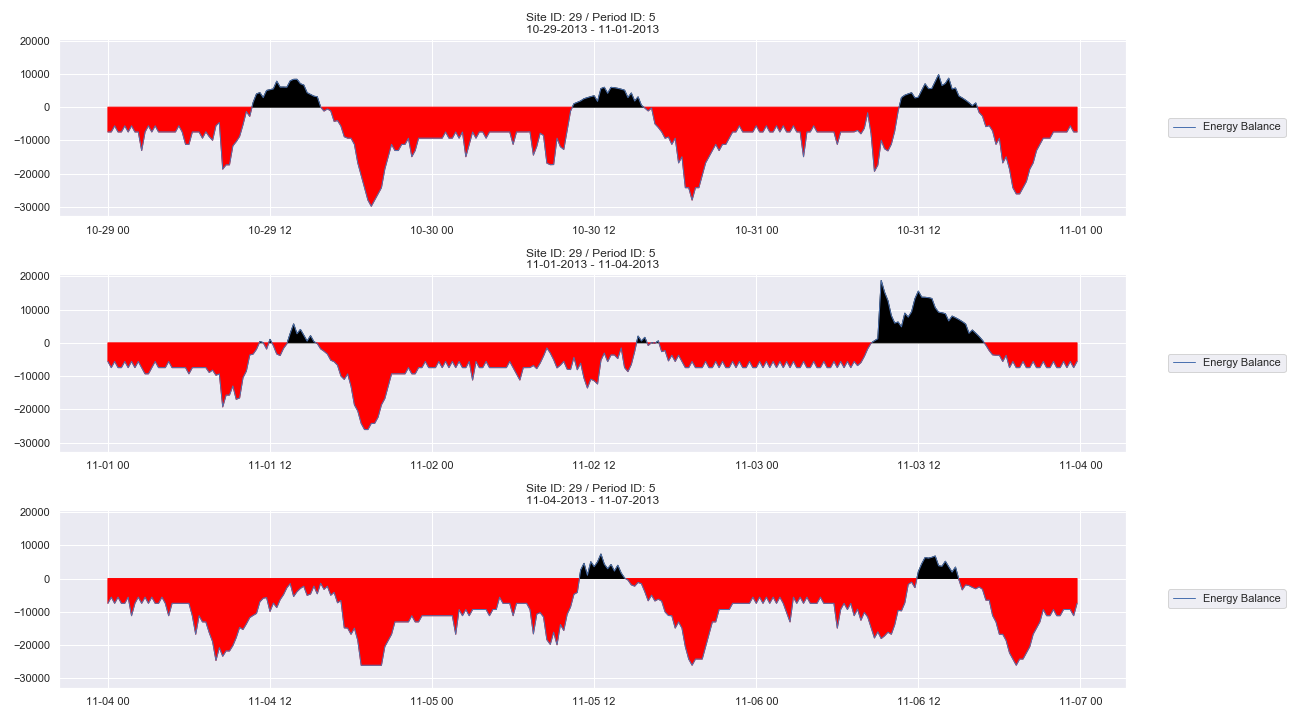 Site ID: 29 / Period ID: 5
10-29-2013 - 11-01-2013
20000
10000
0
−10000
−20000
−30000
10-29 00 10-29 12 10-30 00 10-30 12 10-31 00 10-31 12 11-01 00
Energy Balance
Site ID: 29 / Period ID: 5
11-01-2013 - 11-04-2013
20000
10000
0
−10000
−20000
−30000
11-01 00 11-01 12 11-02 00 11-02 12 11-03 00 11-03 12 11-04 00
Energy Balance
Site ID: 29 / Period ID: 5
11-04-2013 - 11-07-2013
20000
10000
0
−10000
−20000
−30000
11-04 00 11-04 12 11-05 00 11-05 12 11-06 00 11-06 12 11-07 00
Energy Balance